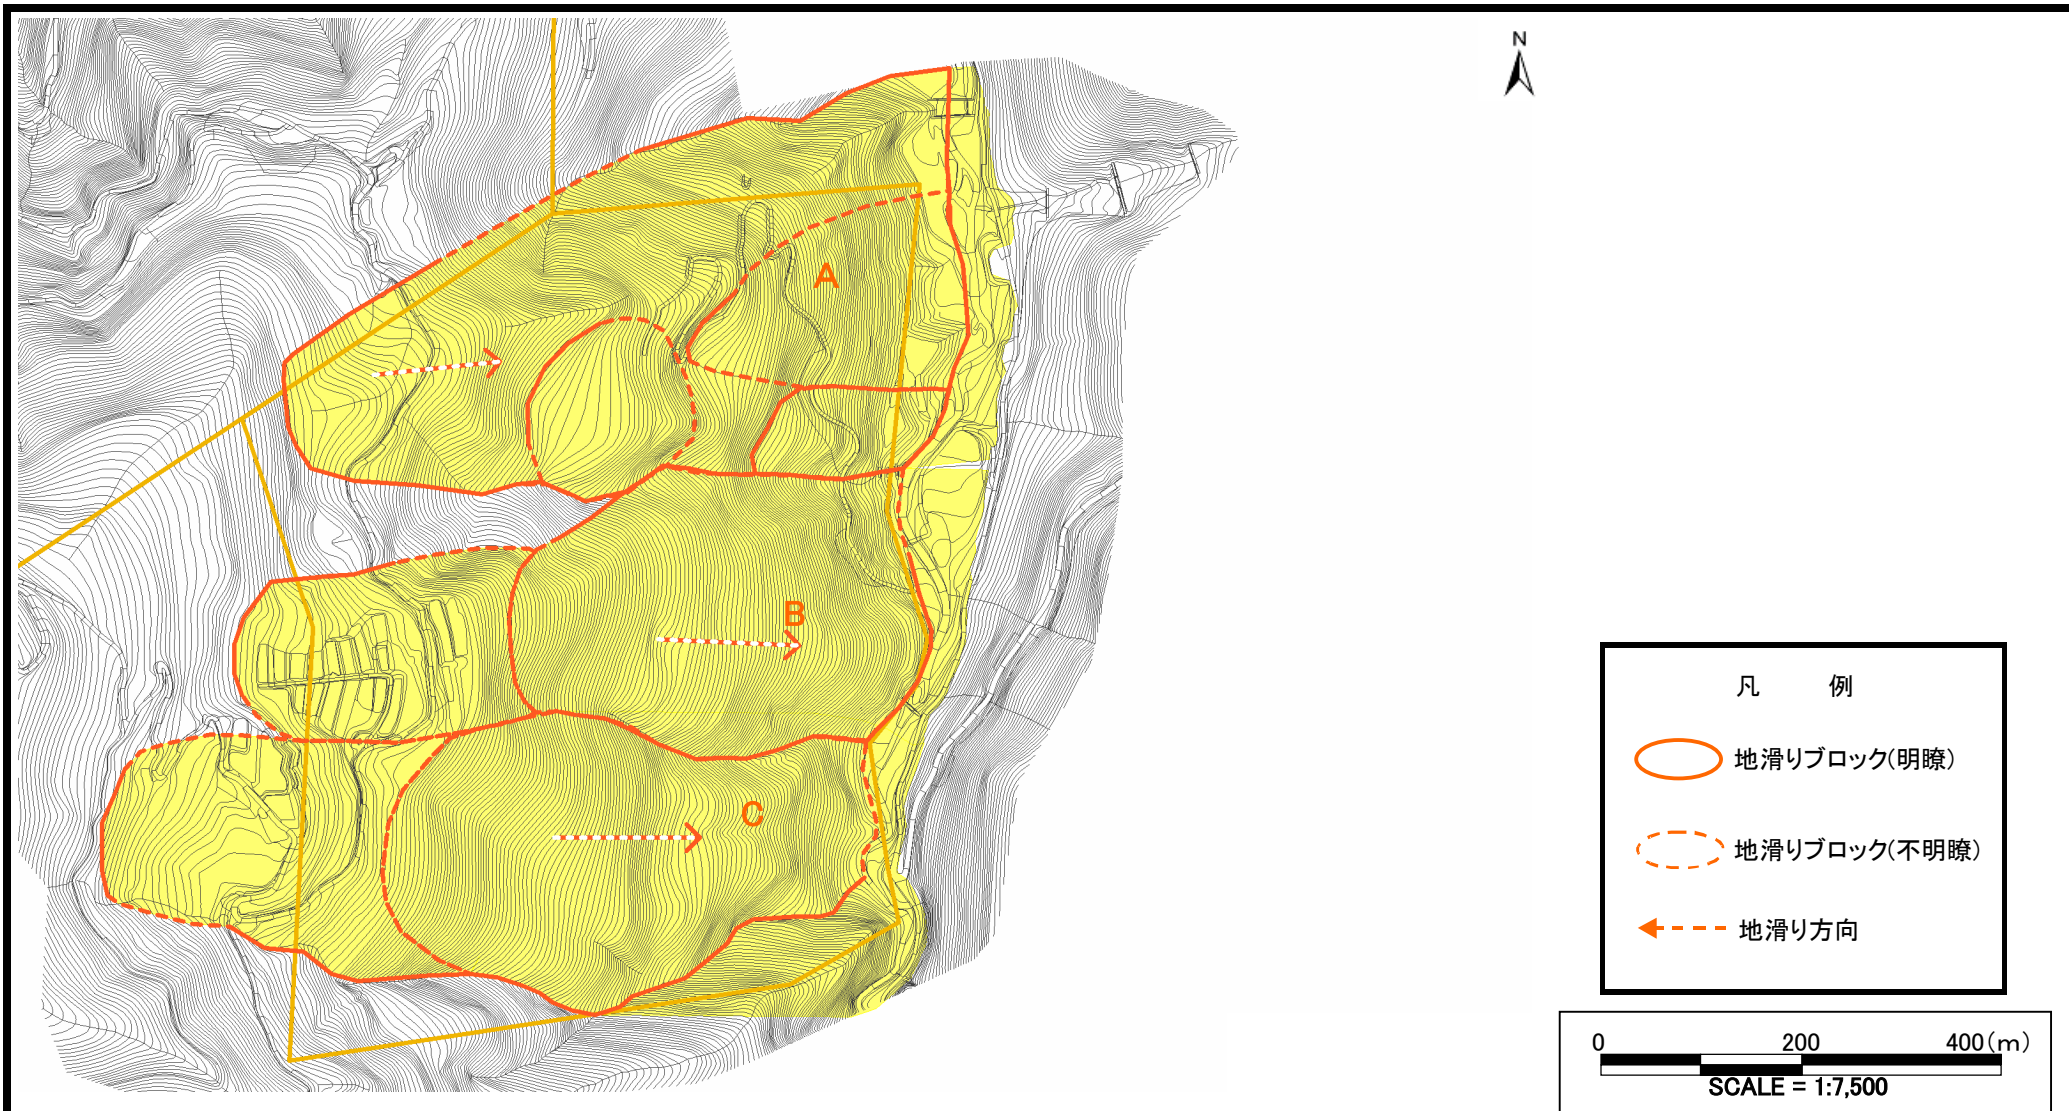 N
A
B
C
凡 例
地滑りブロック(明瞭)
地滑りブロック(不明瞭)
地滑り方向
0 200 400(m)
SCALE = 1:7,500